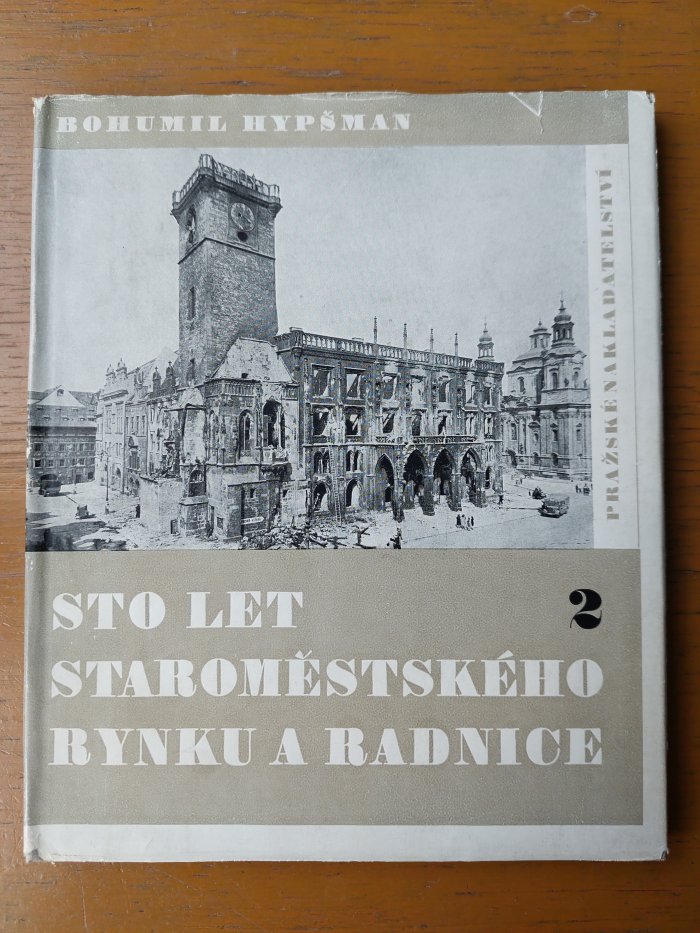 BOHUMIL HYPŠMAN
PRAŽSKÉ NAKLADATELSTVÍ
STO LET 2
STAROMĚSTSKÉHO
RYNKU A RADNICE